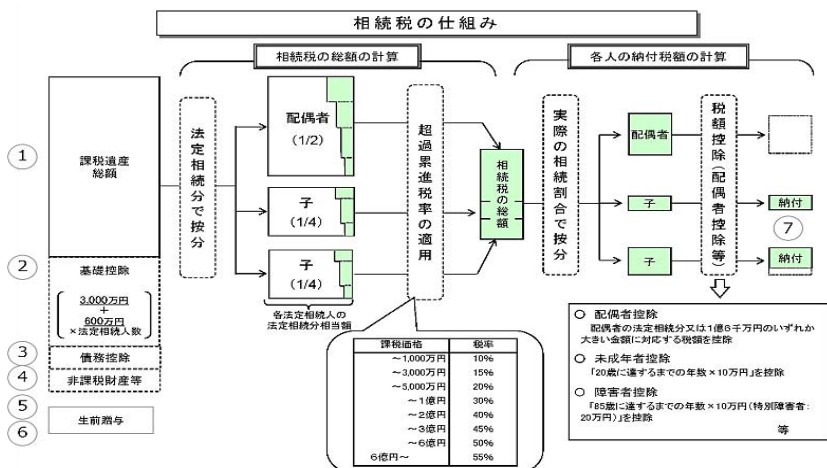 相続税の仕組み
相続税の総額の計算
各人の納付税額の計算
①
課税遺産
総額
②
基礎控除
3,000万円
+
600万円
×法定相続人数
③
債務控除
④
非課税財産等
⑤
生前贈与
⑥
法定相続分で按分
配偶者
(1/2)
子
(1/4)
子
(1/4)
各法定相続人の
法定相続分相当額
超過累進税率の適用
課税価格 税率
~1,000万円 10%
~3,000万円 15%
~5,000万円 20%
~1億円 30%
~2億円 40%
~3億円 45%
~6億円 50%
6億円~ 55%
相続税の総額
実際の相続割合で按分
配偶者
子
子
税額控除(配偶者控除等)
納付
⑦
納付
○ 配偶者控除
配偶者の法定相続分又は1億6千万円のいずれか
大きい金額に対応する税額を控除
○ 未成年者控除
「20歳に達するまでの年数×10万円」を控除
○ 障害者控除
「85歳に達するまでの年数×10万円(特別障害者:
20万円)」を控除
等